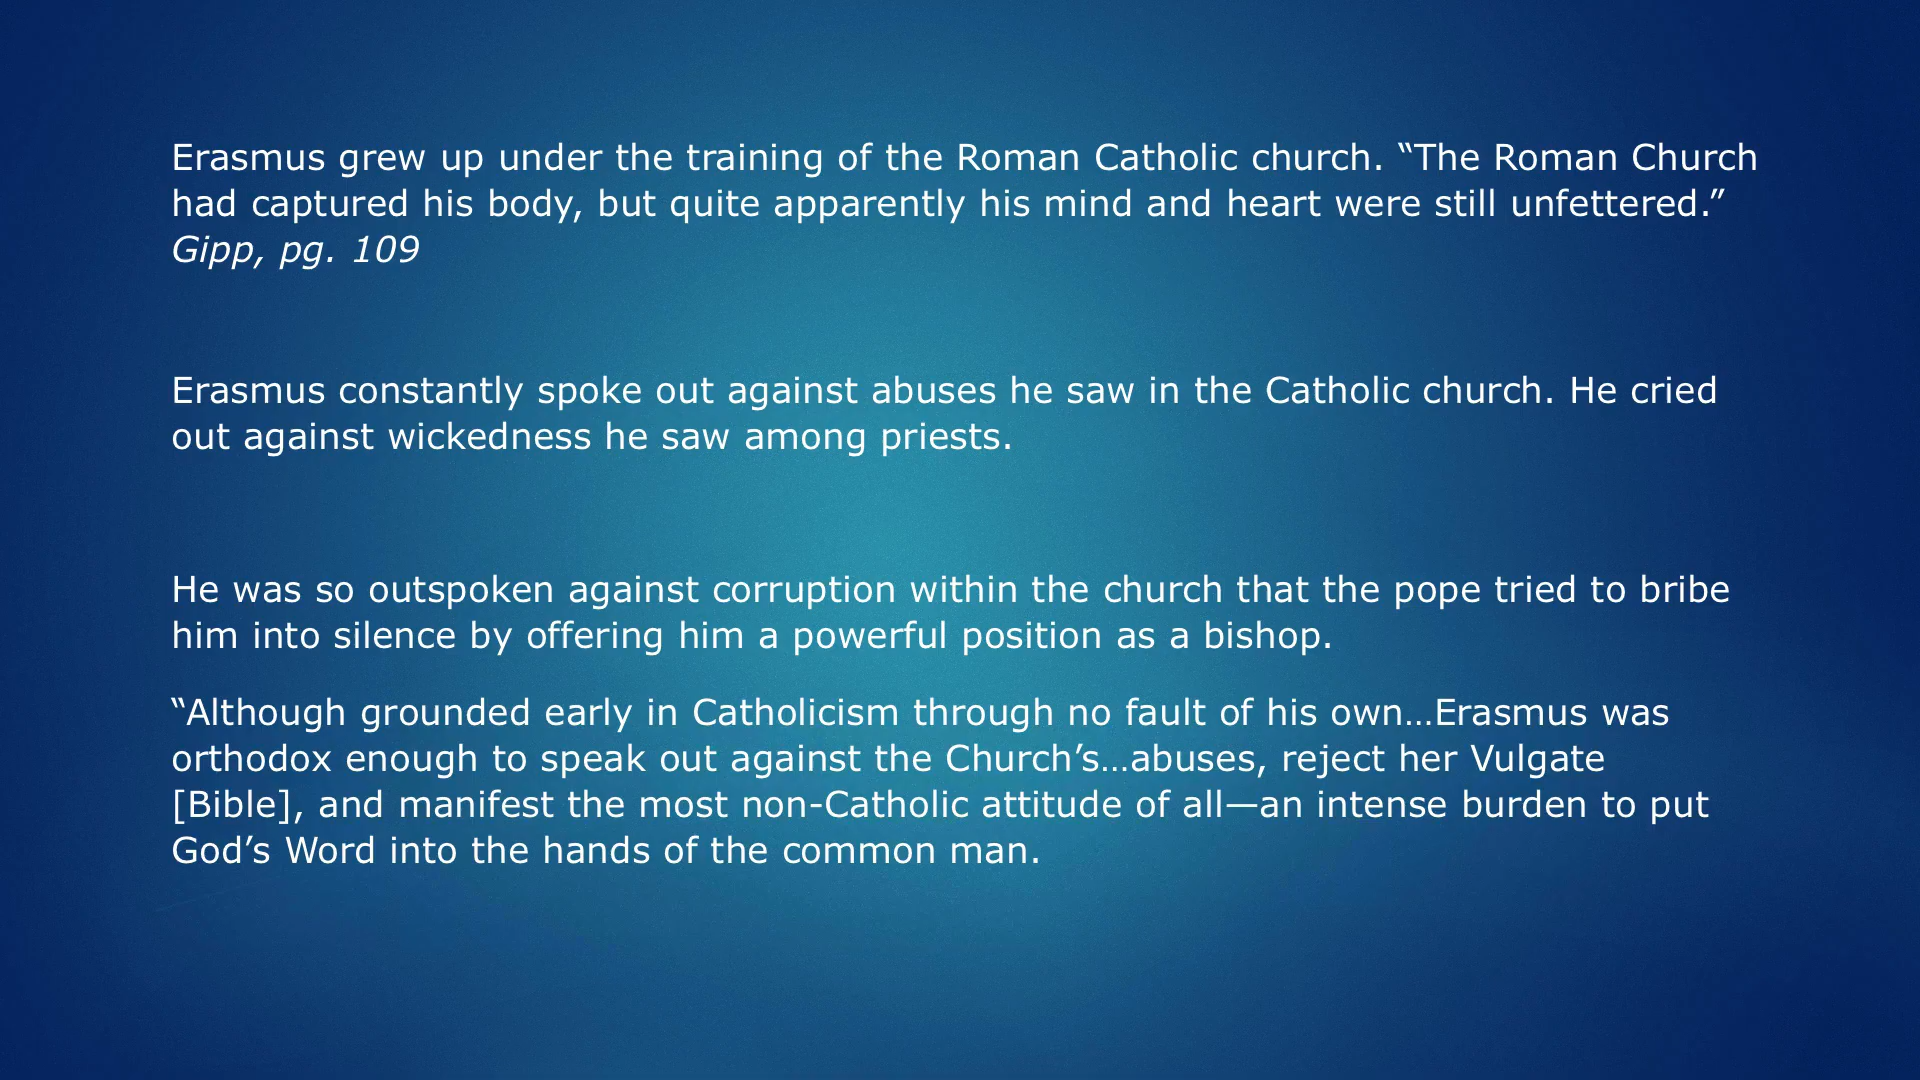 Erasmus grew up under the training of the Roman Catholic church. “The Roman Church
had captured his body, but quite apparently his mind and heart were still unfettered.”
Gipp, pg. 109
Erasmus constantly spoke out against abuses he saw in the Catholic church. He cried
out against wickedness he saw among priests.
He was so outspoken against corruption within the church that the pope tried to bribe
him into silence by offering him a powerful position as a bishop.
“Although grounded early in Catholicism through no fault of his own…Erasmus was
orthodox enough to speak out against the Church’s…abuses, reject her Vulgate
[Bible], and manifest the most non-Catholic attitude of all—an intense burden to put
God’s Word into the hands of the common man.